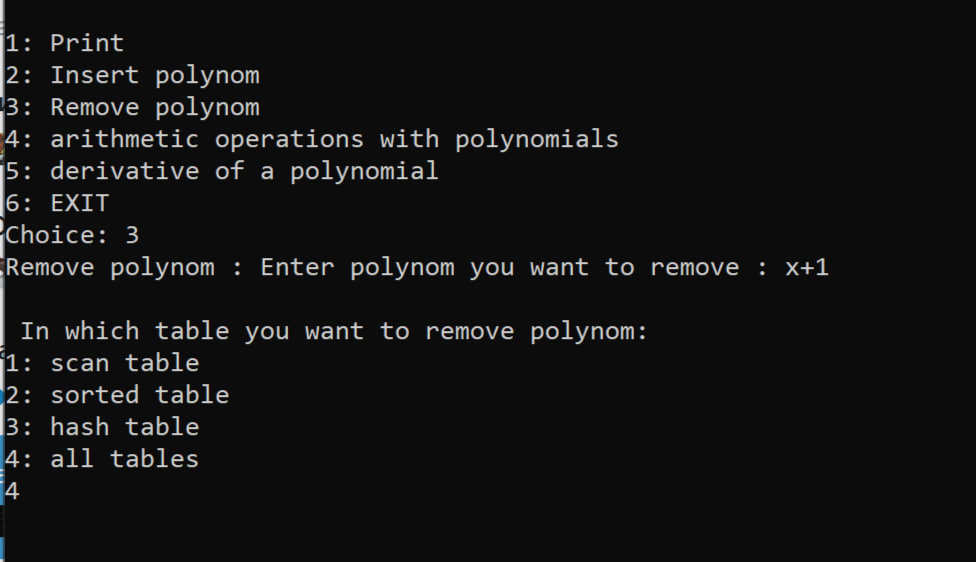 1: Print
2: Insert polynom
3: Remove polynom
4: arithmetic operations with polynomials
5: derivative of a polynomial
6: EXIT
Choice: 3
Remove polynom : Enter polynom you want to remove : x+1
In which table you want to remove polynom:
1: scan table
2: sorted table
3: hash table
4: all tables
4